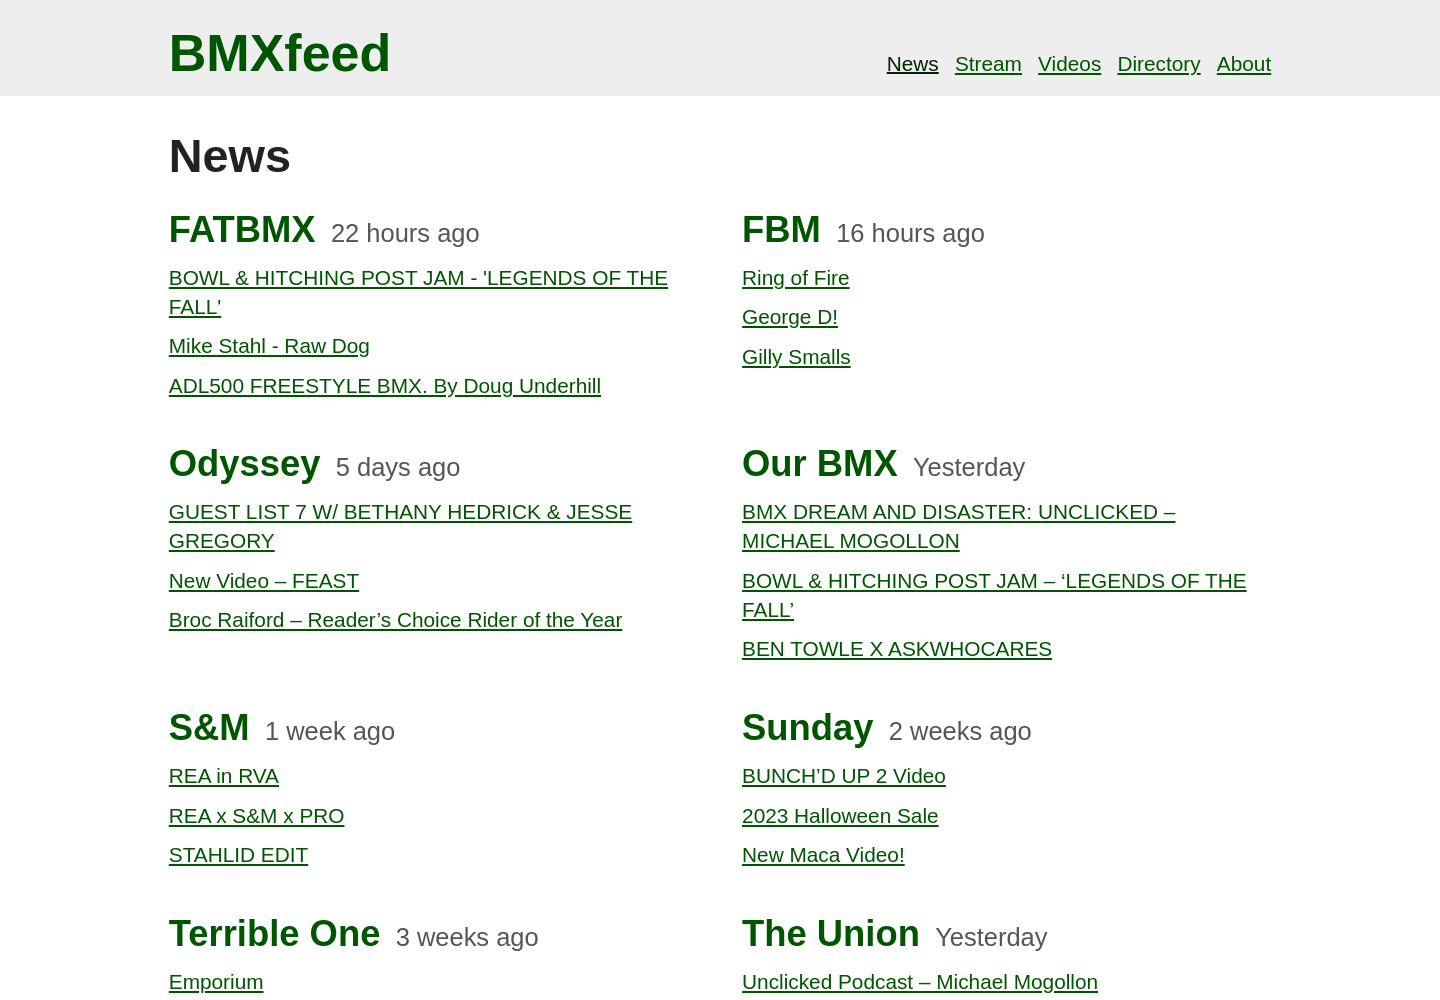 BMXfeed
News Stream Videos Directory About
News
FATBMX 22 hours ago
BOWL & HITCHING POST JAM - 'LEGENDS OF THE
FALL'
Mike Stahl - Raw Dog
ADL500 FREESTYLE BMX. By Doug Underhill
FBM 16 hours ago
Ring of Fire
George D!
Gilly Smalls
Odyssey 5 days ago
GUEST LIST 7 W/ BETHANY HEDRICK & JESSE
GREGORY
New Video – FEAST
Broc Raiford – Reader’s Choice Rider of the Year
Our BMX Yesterday
BMX DREAM AND DISASTER: UNCLICKED –
MICHAEL MOGOLLON
BOWL & HITCHING POST JAM – ‘LEGENDS OF THE
FALL’
BEN TOWLE X ASKWHOCARES
S&M 1 week ago
REA in RVA
REA x S&M x PRO
STAHLID EDIT
Sunday 2 weeks ago
BUNCH’D UP 2 Video
2023 Halloween Sale
New Maca Video!
Terrible One 3 weeks ago
Emporium
The Union Yesterday
Unclicked Podcast – Michael Mogollon